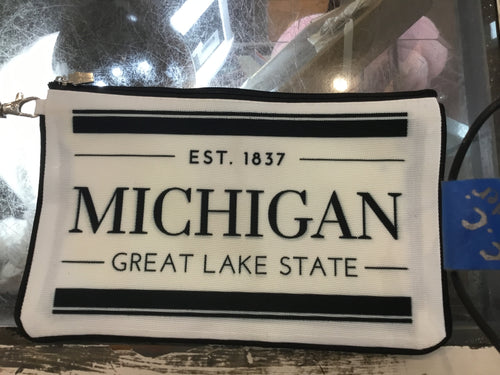 EST. 1837
MICHIGAN
GREAT LAKE STATE